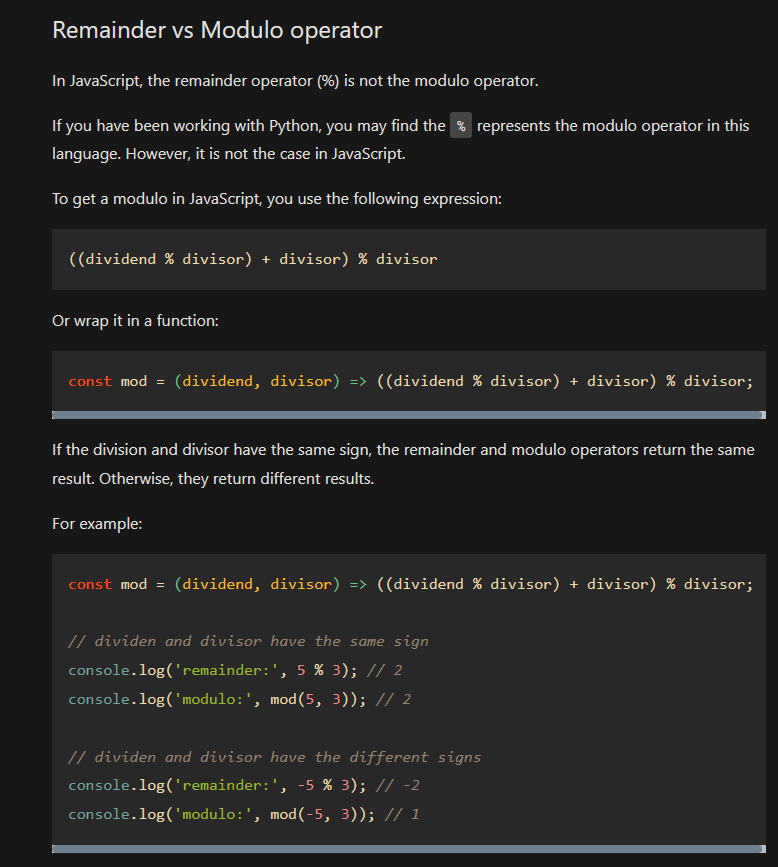 Remainder vs Modulo operator
In JavaScript, the remainder operator (%) is not the modulo operator.
If you have been working with Python, you may find the % represents the modulo operator in this
language. However, it is not the case in JavaScript.
To get a modulo in JavaScript, you use the following expression:
((dividend % divisor) + divisor) % divisor
Or wrap it in a function:
const mod = (dividend, divisor) => ((dividend % divisor) + divisor) % divisor;
If the division and divisor have the same sign, the remainder and modulo operators return the same
result. Otherwise, they return different results.
For example:
const mod = (dividend, divisor) => ((dividend % divisor) + divisor) % divisor;
// dividen and divisor have the same sign
console.log('remainder:', 5 % 3); // 2
console.log('modulo:', mod(5, 3)); // 2
// dividen and divisor have the different signs
console.log('remainder:', -5 % 3); // -2
console.log('modulo:', mod(-5, 3)); // 1